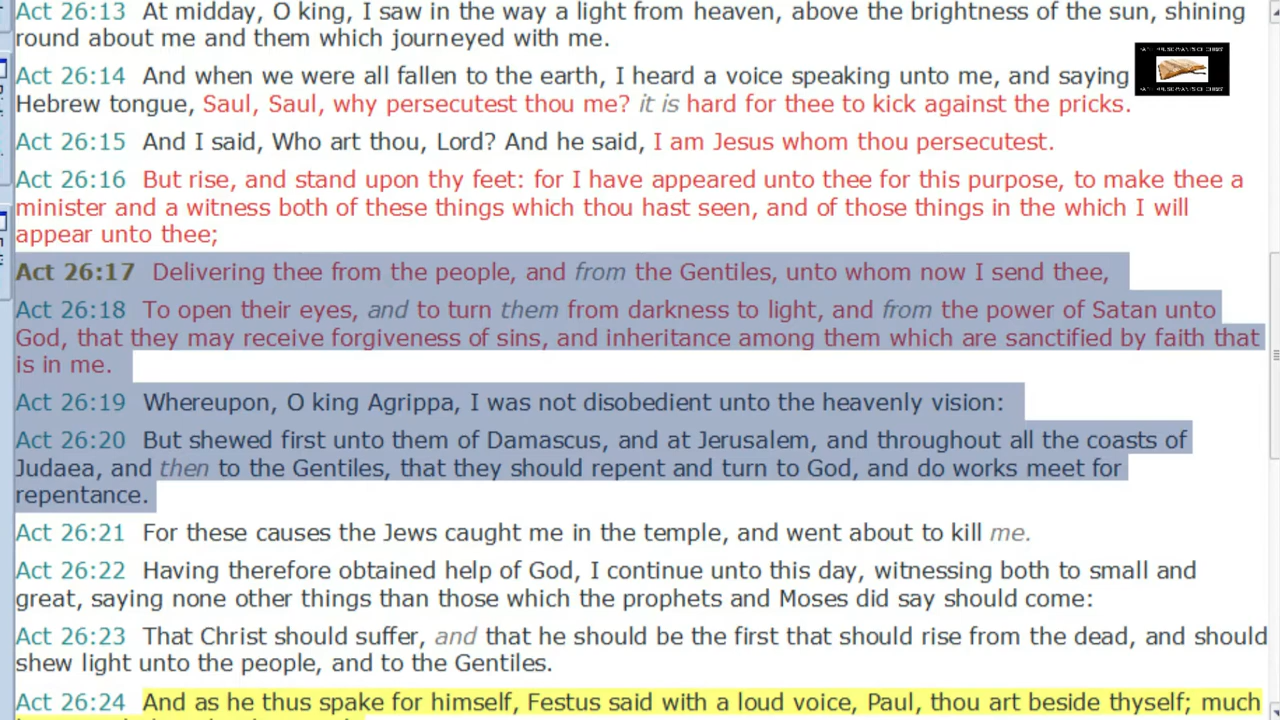 Act 26:13 At midday, O king, I saw in the way a light from heaven, above the brightness of the sun, shining
round about me and them which journeyed with me.
Act 26:14 And when we were all fallen to the earth, I heard a voice speaking unto me, and saying
Hebrew tongue, Saul, Saul, why persecutest thou me? it is hard for thee to kick against the pricks.
Act 26:15 And I said, Who art thou, Lord? And he said, I am Jesus whom thou persecutest.
Act 26:16 But rise, and stand upon thy feet: for I have appeared unto thee for this purpose, to make thee a
minister and a witness both of these things which thou hast seen, and of those things in the which I will
appear unto thee;
Act 26:17 Delivering thee from the people, and from the Gentiles, unto whom now I send thee,
Act 26:18 To open their eyes, and to turn them from darkness to light, and from the power of Satan unto
God, that they may receive forgiveness of sins, and inheritance among them which are sanctified by faith that
is in me.
Act 26:19 Whereupon, O king Agrippa, I was not disobedient unto the heavenly vision:
Act 26:20 But shewed first unto them of Damascus, and at Jerusalem, and throughout all the coasts of
Judaea, and then to the Gentiles, that they should repent and turn to God, and do works meet for
repentance.
Act 26:21 For these causes the Jews caught me in the temple, and went about to kill me.
Act 26:22 Having therefore obtained help of God, I continue unto this day, witnessing both to small and
great, saying none other things than those which the prophets and Moses did say should come:
Act 26:23 That Christ should suffer, and that he should be the first that should rise from the dead, and should
shew light unto the people, and to the Gentiles.
Act 26:24 And as he thus spake for himself, Festus said with a loud voice, Paul, thou art beside thyself; much